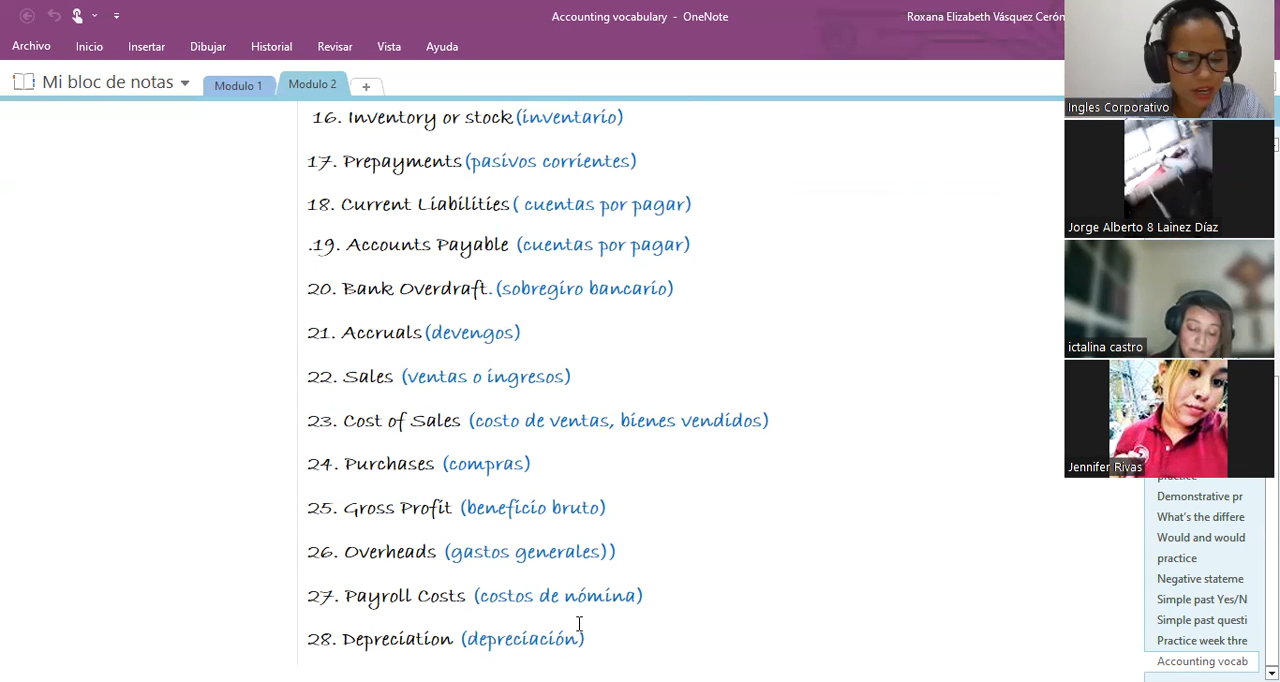 Accounting vocabulary - OneNote
Roxana Elizabeth Vásquez Cerón
Archivo Inicio Insertar Dibujar Historial Revisar Vista Ayuda
Mi bloc de notas Modulo 1 Modulo 2 +
16. Inventory or stock (inventario)
17. Prepayments (pasivos corrientes)
18. Current Liabilities ( cuentas por pagar)
.19. Accounts Payable (cuentas por pagar)
20. Bank Overdraft. (sobregiro bancario)
21. Accruals (devengos)
22. Sales (ventas o ingresos)
23. Cost of Sales (costo de ventas, bienes vendidos)
24. Purchases (compras)
25. Gross Profit (beneficio bruto)
26. Overheads (gastos generales))
27. Payroll Costs (costos de nómina)
28. Depreciation (depreciación)
Ingles Corporativo
Jorge Alberto 8 Lainez Díaz
ictalina castro
Jennifer Rivas
practice
Demonstrative pr
What's the differe
Would and would
practice
Negative stateme
Simple past Yes/N
Simple past questi
Practice week thre
Accounting vocab